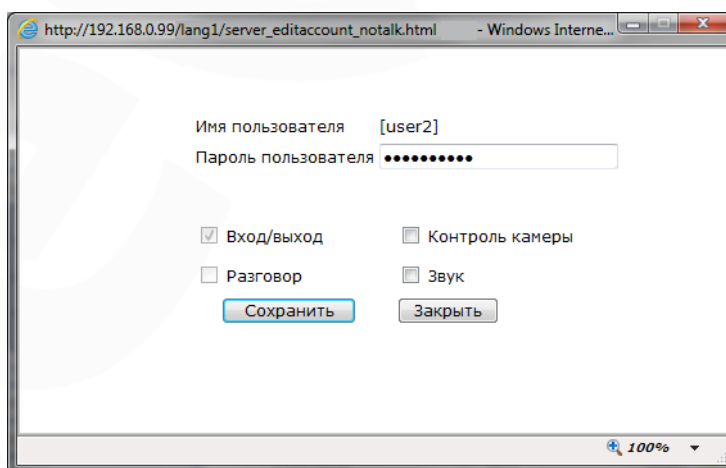 http://192.168.0.99/lang1/server_editaccount_notalk.html - Windows Interne...
Имя пользователя [user2]
Пароль пользователя ●●●●●●●●●●
Вход/выход Контроль камеры
Разговор Звук
Сохранить Закрыть
100%